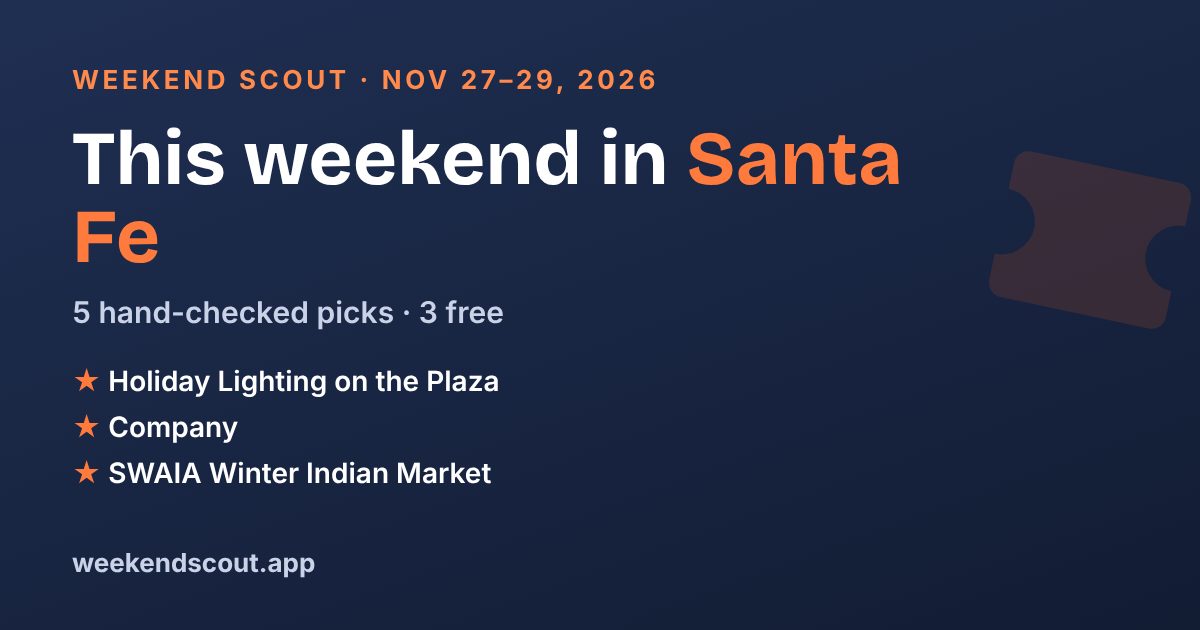 WEEKEND SCOUT · NOV 27–29, 2026
This weekend in Santa
Fe
5 hand-checked picks · 3 free
★ Holiday Lighting on the Plaza
★ Company
★ SWAIA Winter Indian Market
weekendscout.app